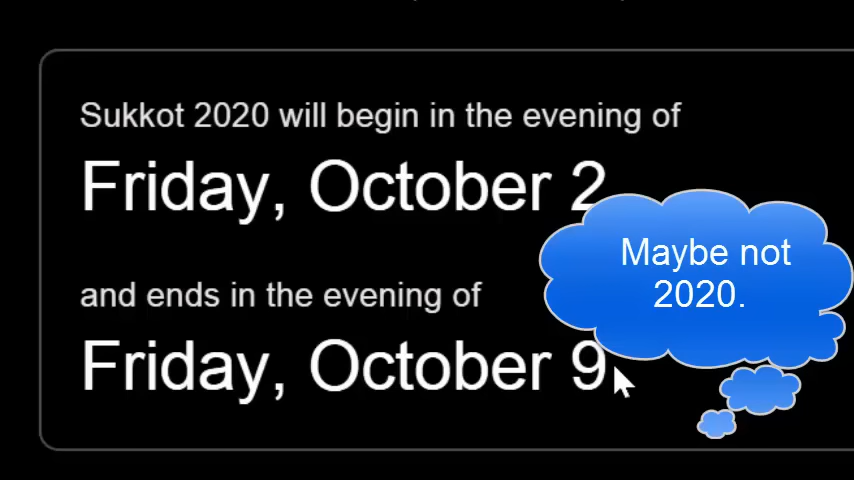 Sukkot 2020 will begin in the evening of
Friday, October 2
and ends in the evening of
Friday, October 9
Maybe not
2020.